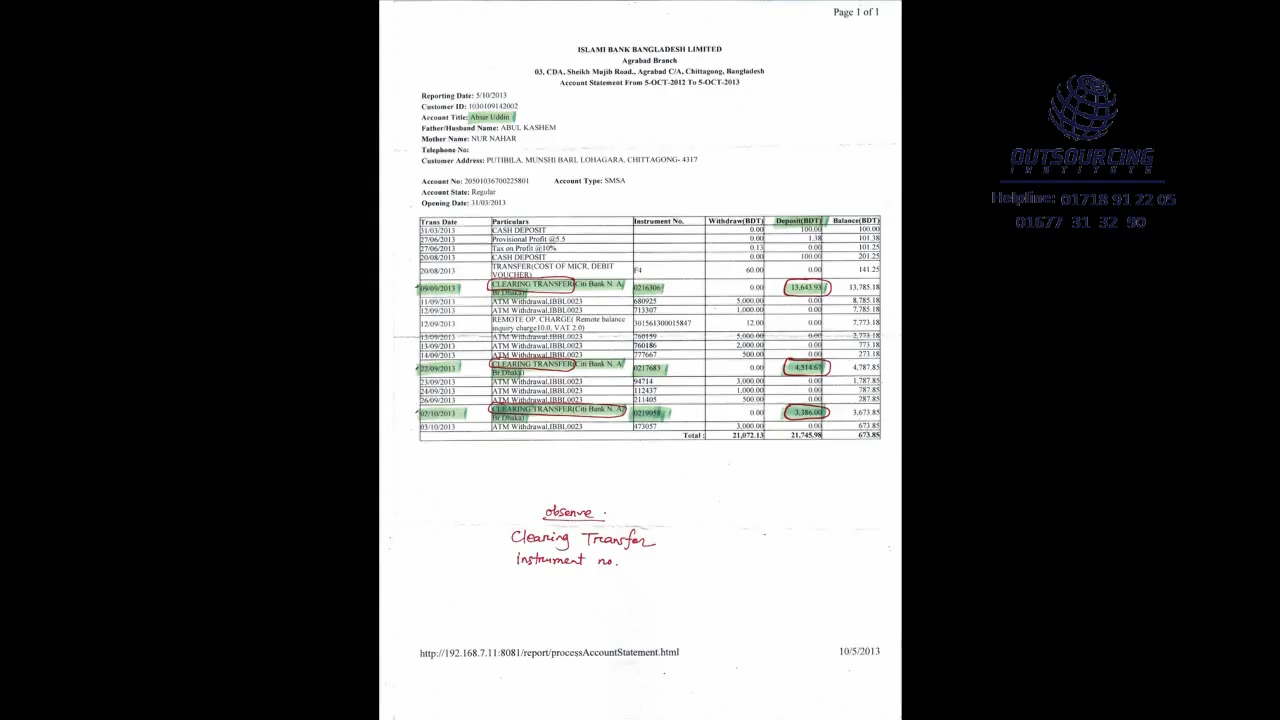 Page 1 of 1
ISLAMI BANK BANGLADESH LIMITED
Agrabad Branch
03, CDA, Sheikh Mujib Road., Agrabad C/A, Chittagong, Bangladesh
Account Statement From 5-OCT-2012 To 5-OCT-2013
Reporting Date: 5/10/2013
Customer ID: 1030109142002
Account Title: Absar Uddin
Father/Husband Name: ABUL KASHEM
Mother Name: NUR NAHAR
Telephone No:
Customer Address: PUTIBILA, MUNSHI BARI, LOHAGARA, CHITTAGONG- 4317
Account No: 20501036700225801 Account Type: SMSA
Account State: Regular
Opening Date: 31/03/2013
Trans Date Particulars Instrument No. Withdraw(BDT) Deposit(BDT) Balance(BDT)
31/03/2013 CASH DEPOSIT 0.00 100.00 100.00
27/06/2013 Provisional Profit @5.5 0.00 1.38 101.38
27/06/2013 Tax on Profit @10% 0.13 0.00 101.25
20/08/2013 CASH DEPOSIT 0.00 100.00 201.25
20/08/2013 TRANSFER(COST OF MICR, DEBIT VOUCHER) F4 60.00 0.00 141.25
09/09/2013 CLEARING TRANSFER(Citi Bank N. A/ Br.Dhaka) 0216306 0.00 13,643.93 13,785.18
11/09/2013 ATM Withdrawal,IBBL0023 680925 5,000.00 0.00 8,785.18
12/09/2013 ATM Withdrawal,IBBL0023 713307 1,000.00 0.00 7,785.18
12/09/2013 REMOTE OP. CHARGE( Remote balance inquiry charge10.0, VAT 2.0) 301561300015847 12.00 0.00 7,773.18
13/09/2013 ATM Withdrawal,IBBL0023 760159 5,000.00 0.00 2,773.18
13/09/2013 ATM Withdrawal,IBBL0023 760186 2,000.00 0.00 773.18
14/09/2013 ATM Withdrawal,IBBL0023 777667 500.00 0.00 273.18
22/09/2013 CLEARING TRANSFER(Citi Bank N. A/ Br.Dhaka) 0217683 0.00 4,514.67 4,787.85
23/09/2013 ATM Withdrawal,IBBL0023 94714 3,000.00 0.00 1,787.85
24/09/2013 ATM Withdrawal,IBBL0023 112437 1,000.00 0.00 787.85
26/09/2013 ATM Withdrawal,IBBL0023 211405 500.00 0.00 287.85
02/10/2013 CLEARING TRANSFER(Citi Bank N. A/ Br.Dhaka) 0219058 0.00 3,386.00 3,673.85
03/10/2013 ATM Withdrawal,IBBL0023 473057 3,000.00 0.00 673.85
Total : 21,072.13 21,745.98 673.85
observe .
Clearing Transfer
instrument no.
http://192.168.7.11:8081/report/processAccountStatement.html 10/5/2013
OUTSOURCING
INSTITUTE
Helpline: 01718 91 22 05
01677 31 32 90